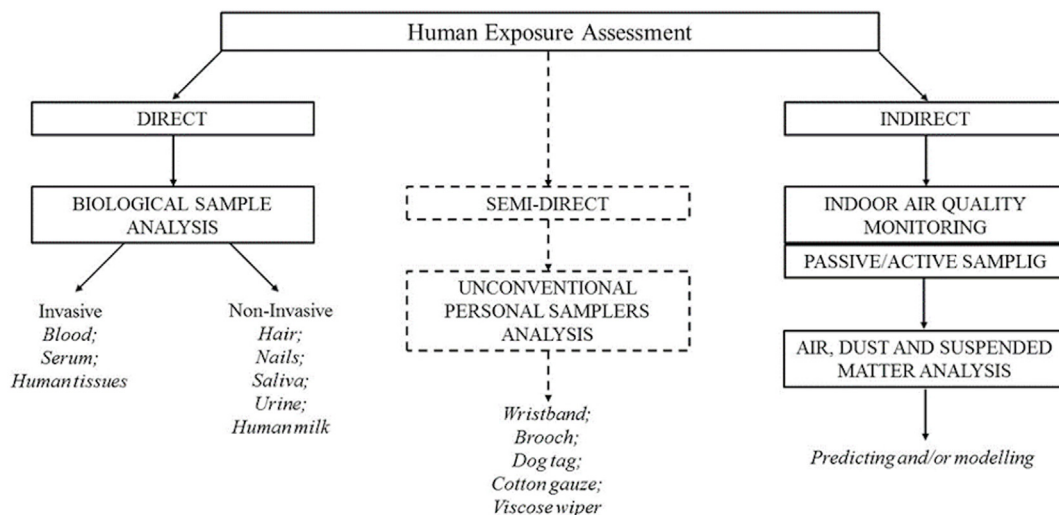 Human Exposure Assessment
DIRECT
BIOLOGICAL SAMPLE
ANALYSIS
Invasive
Blood;
Serum;
Human tissues
Non-Invasive
Hair;
Nails;
Saliva;
Urine;
Human milk
SEMI-DIRECT
UNCONVENTIONAL
PERSONAL SAMPLERS
ANALYSIS
Wristband;
Brooch;
Dog tag;
Cotton gauze;
Viscose wiper
INDIRECT
INDOOR AIR QUALITY
MONITORING
PASSIVE/ACTIVE SAMPLIG
AIR, DUST AND SUSPENDED
MATTER ANALYSIS
Predicting and/or modelling